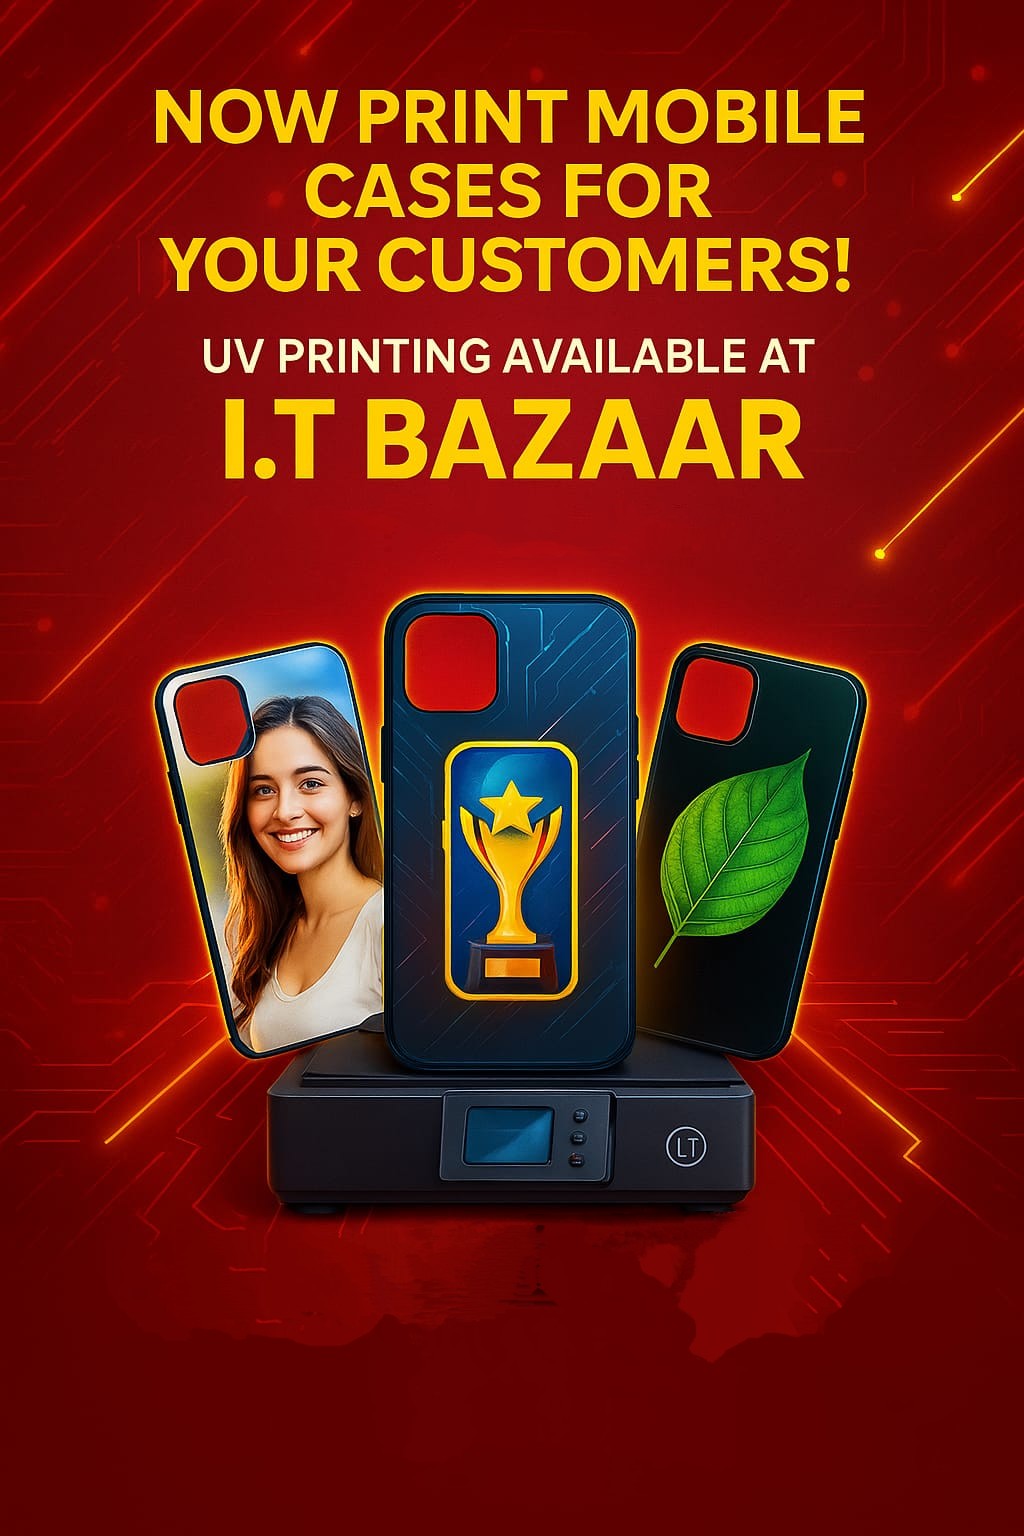 NOW PRINT MOBILE
CASES FOR
YOUR CUSTOMERS!
UV PRINTING AVAILABLE AT
I.T BAZAAR
LT